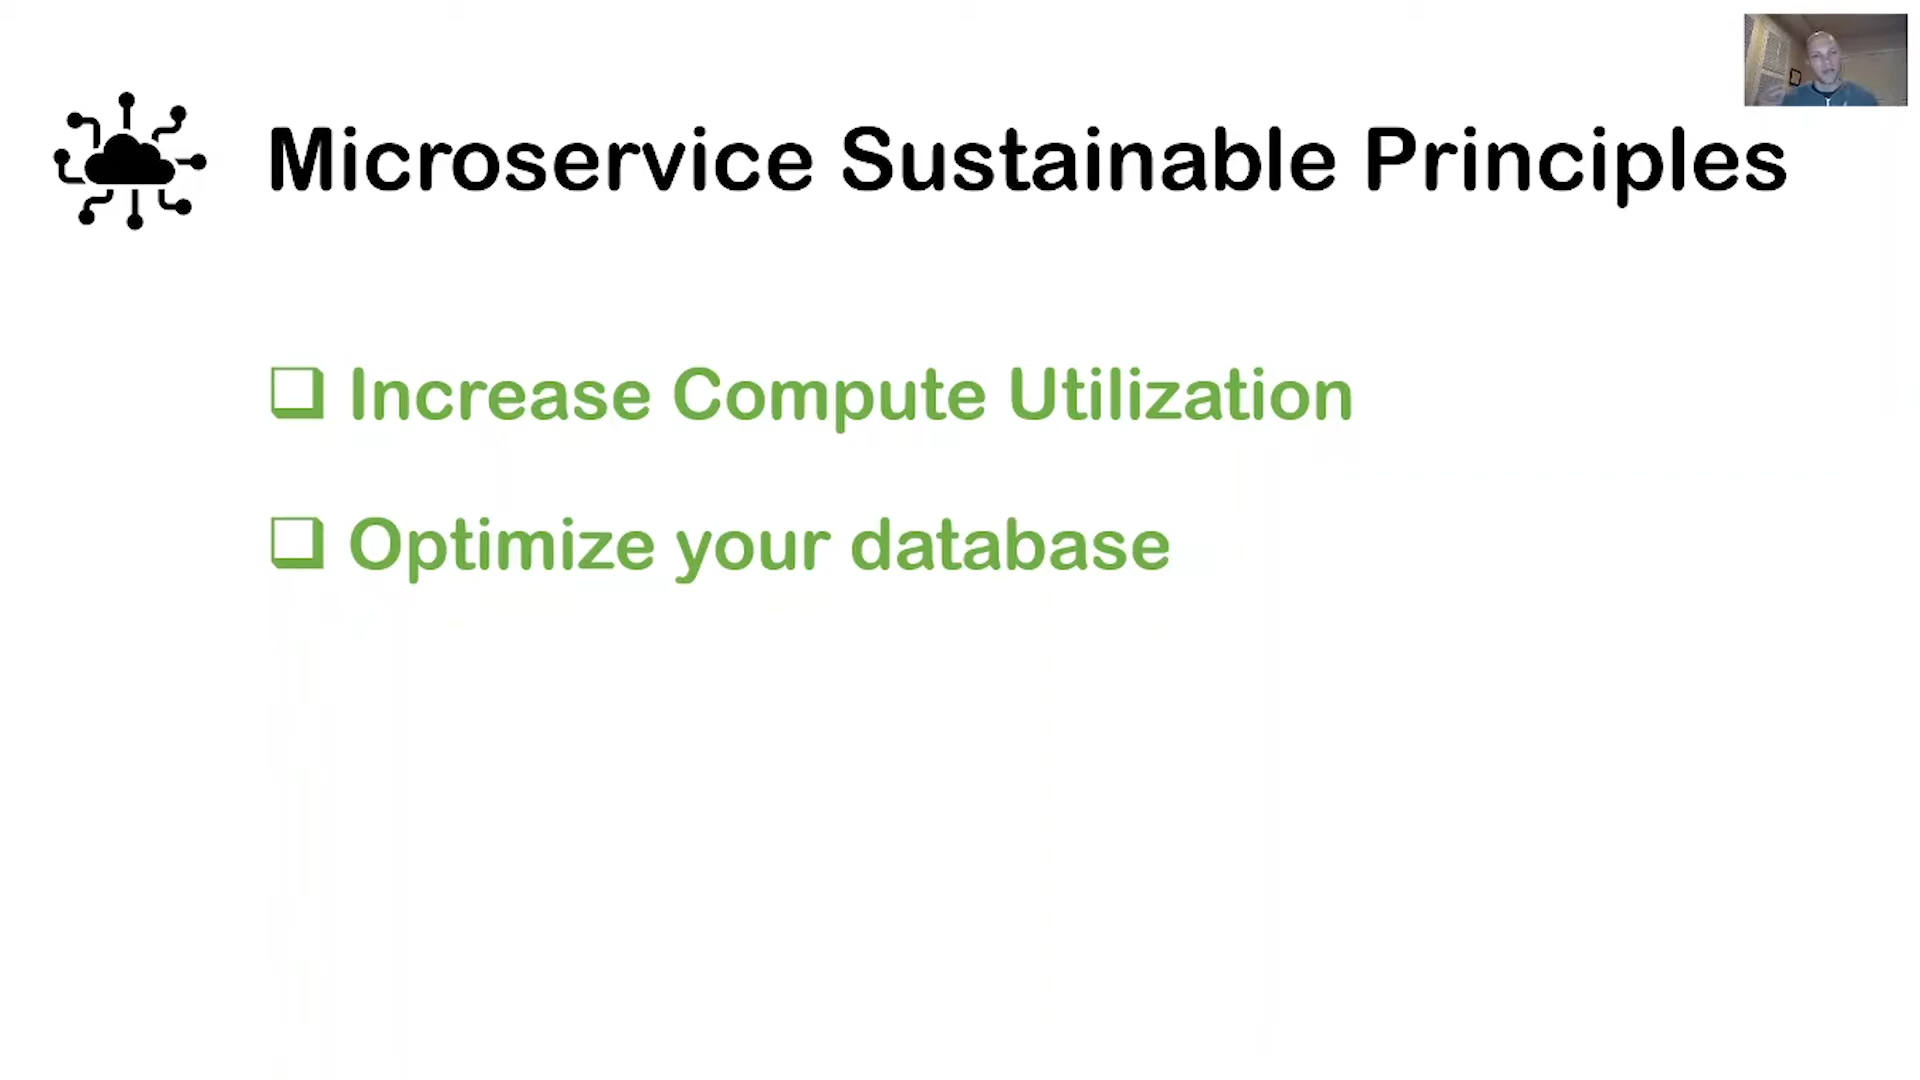 Microservice Sustainable Principles
Increase Compute Utilization
Optimize your database